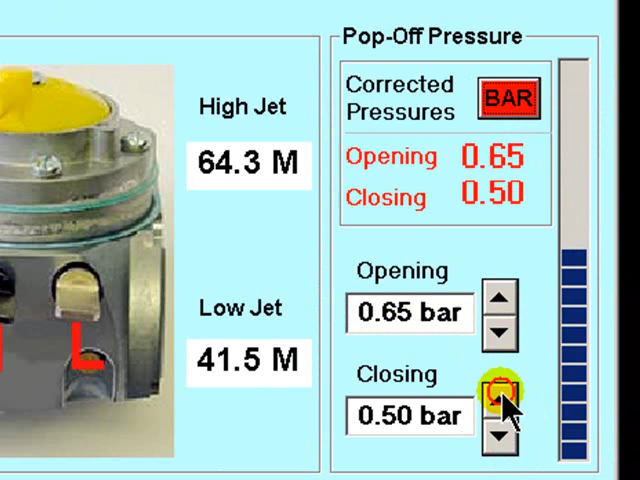 Pop-Off Pressure
Corrected
Pressures
BAR
Opening 0.65
Closing 0.50
High Jet
64.3 M
Opening
0.65 bar
Low Jet
41.5 M
Closing
0.50 bar
L